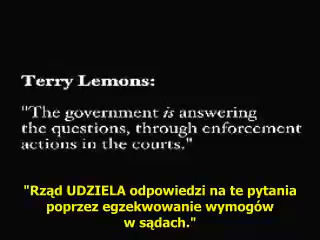 Terry Lemons:
"The government is answering
the questions, through enforcement
actions in the courts."
"Rząd UDZIELA odpowiedzi na te pytania
poprzez egzekwowanie wymogów
w sądach."